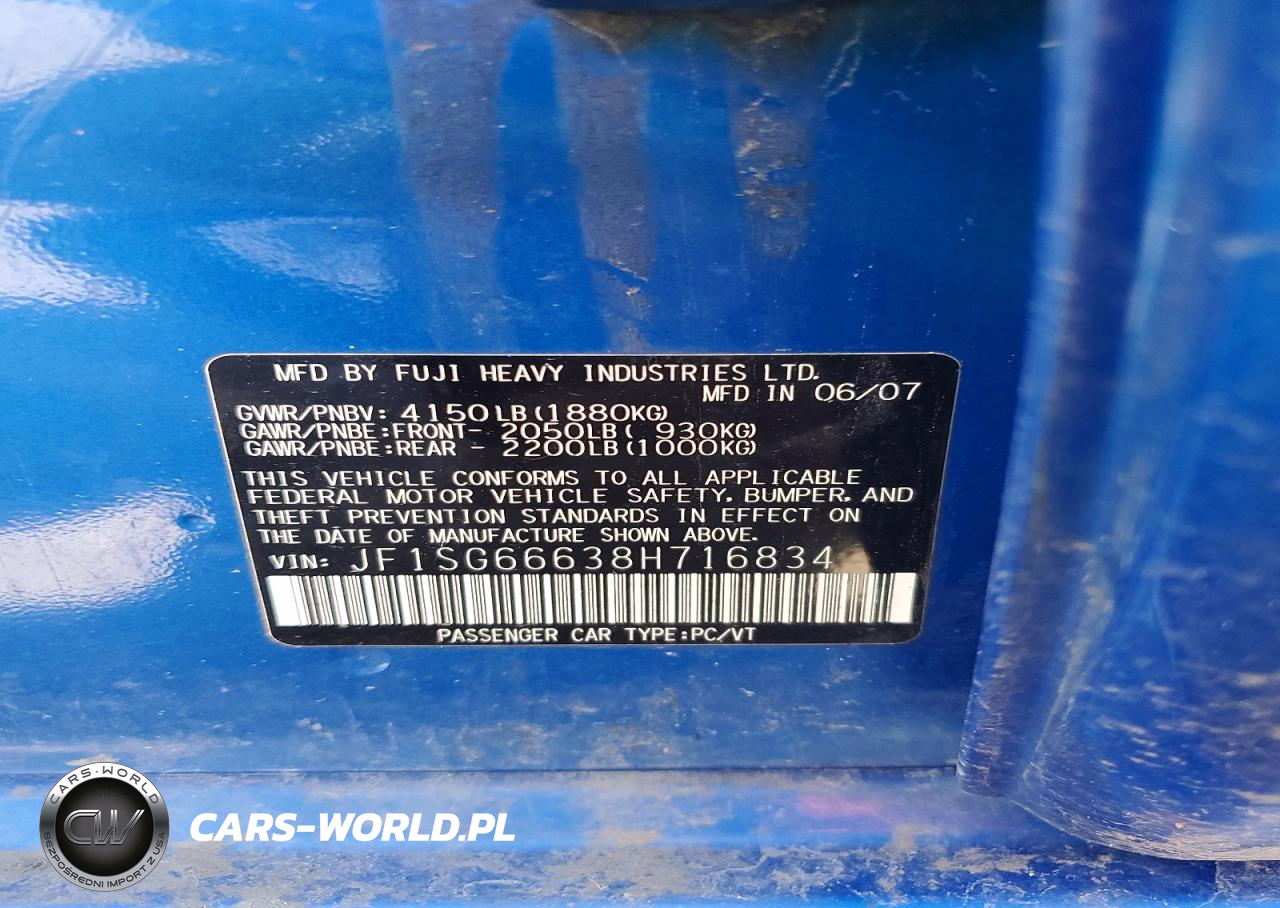 MFD BY FUJI HEAVY INDUSTRIES LTD.
MFD IN 06/07
GVWR/PNBV: 4150LB(1880KG)
GAWR/PNBE:FRONT- 2050LB( 930KG)
GAWR/PNBE:REAR - 2200LB(1000KG)
THIS VEHICLE CONFORMS TO ALL APPLICABLE
FEDERAL MOTOR VEHICLE SAFETY, BUMPER, AND
THEFT PREVENTION STANDARDS IN EFFECT ON
THE DATE OF MANUFACTURE SHOWN ABOVE.
VIN: JF1SG66638H716834
PASSENGER CAR TYPE:PC/VT
CARS-WORLD
CW
BEZPOŚREDNI IMPORT Z USA
CARS-WORLD.PL